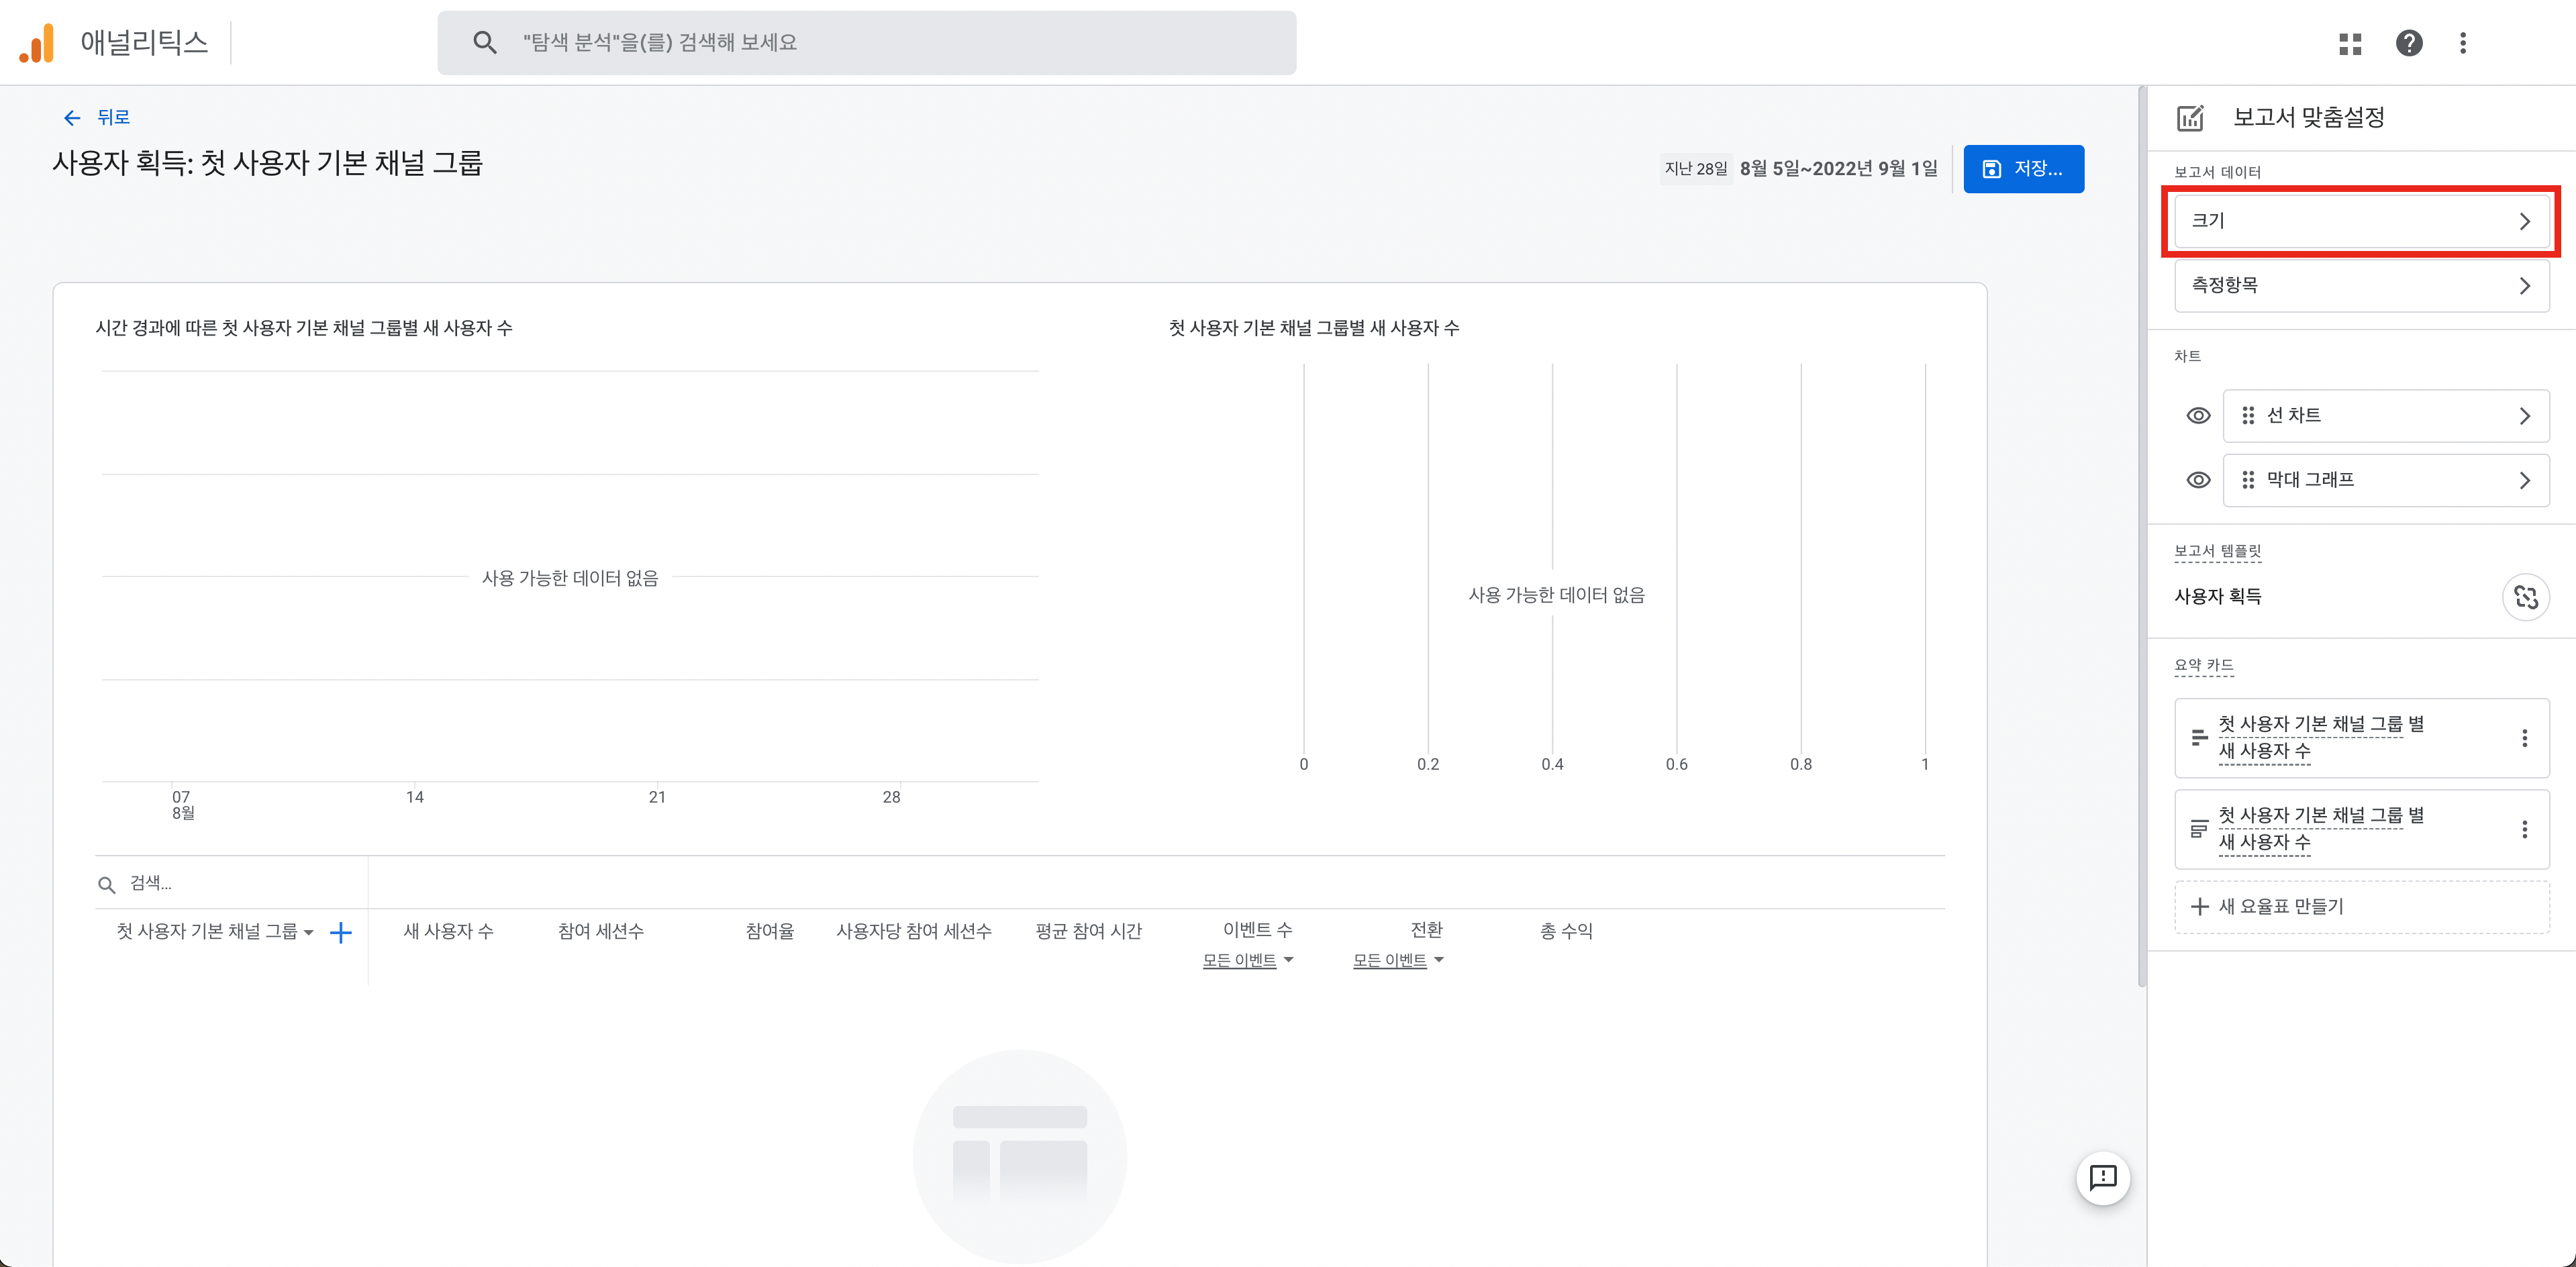 애널리틱스
"탐색 분석"을(를) 검색해 보세요
뒤로
사용자 획득: 첫 사용자 기본 채널 그룹
지난 28일 8월 5일~2022년 9월 1일
저장...
시간 경과에 따른 첫 사용자 기본 채널 그룹별 새 사용자 수
사용 가능한 데이터 없음
07 14 21 28
8월
첫 사용자 기본 채널 그룹별 새 사용자 수
사용 가능한 데이터 없음
0 0.2 0.4 0.6 0.8 1
검색...
첫 사용자 기본 채널 그룹 새 사용자 수 참여 세션수 참여율 사용자당 참여 세션수 평균 참여 시간 이벤트 수 전환 총 수익
모든 이벤트 모든 이벤트
보고서 맞춤설정
보고서 데이터
크기
측정항목
차트
선 차트
막대 그래프
보고서 템플릿
사용자 획득
요약 카드
첫 사용자 기본 채널 그룹 별
새 사용자 수
첫 사용자 기본 채널 그룹 별
새 사용자 수
새 요율표 만들기